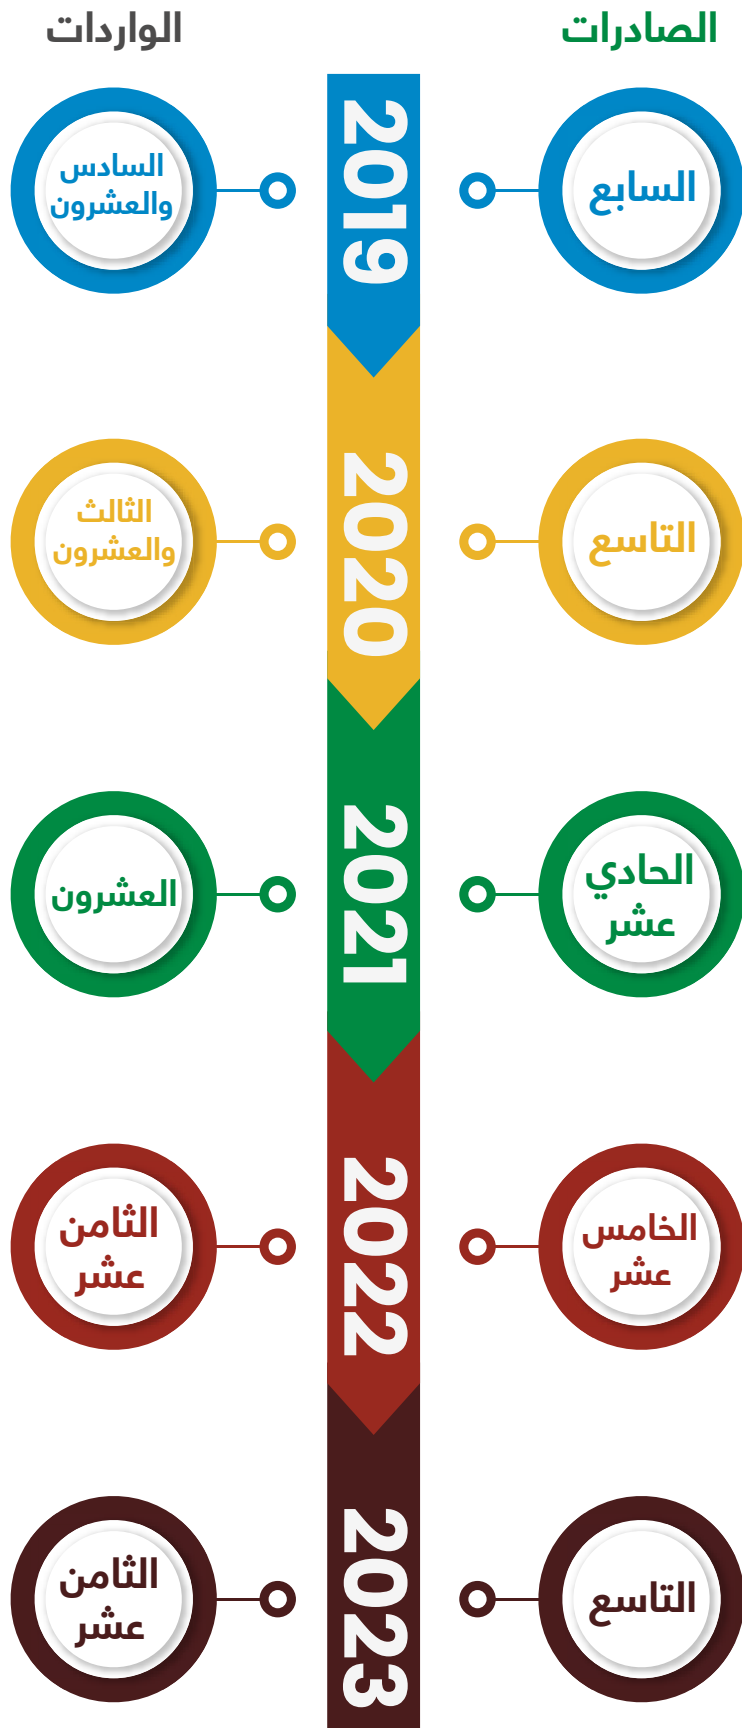 الصادرات
الواردات
السابع
2019
السادس
والعشرون
التاسع
2020
الثالث
والعشرون
الحادي
عشر
2021
العشرون
الخامس
عشر
2022
الثامن
عشر
التاسع
2023
الثامن
عشر